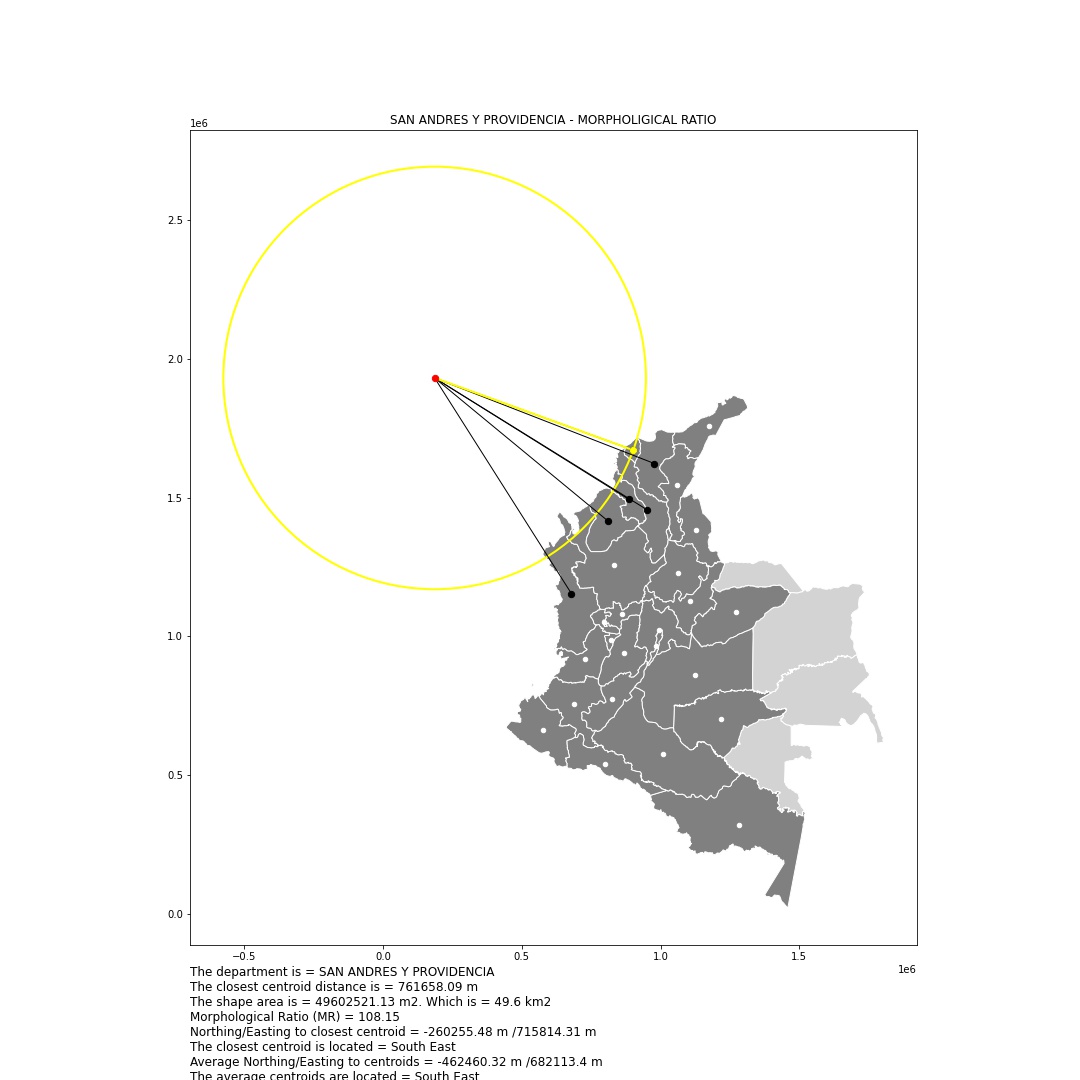 SAN ANDRES Y PROVIDENCIA - MORPHOLIGICAL RATIO
1e6
2.5
2.0
1.5
1.0
0.5
0.0
−0.5
0.0
0.5
1.0
1.5
1e6
The department is = SAN ANDRES Y PROVIDENCIA
The closest centroid distance is = 761658.09 m
The shape area is = 49602521.13 m2. Which is = 49.6 km2
Morphological Ratio (MR) = 108.15
Northing/Easting to closest centroid = -260255.48 m /715814.31 m
The closest centroid is located = South East
Average Northing/Easting to centroids = -462460.32 m /682113.4 m
The average centroids are located = South East